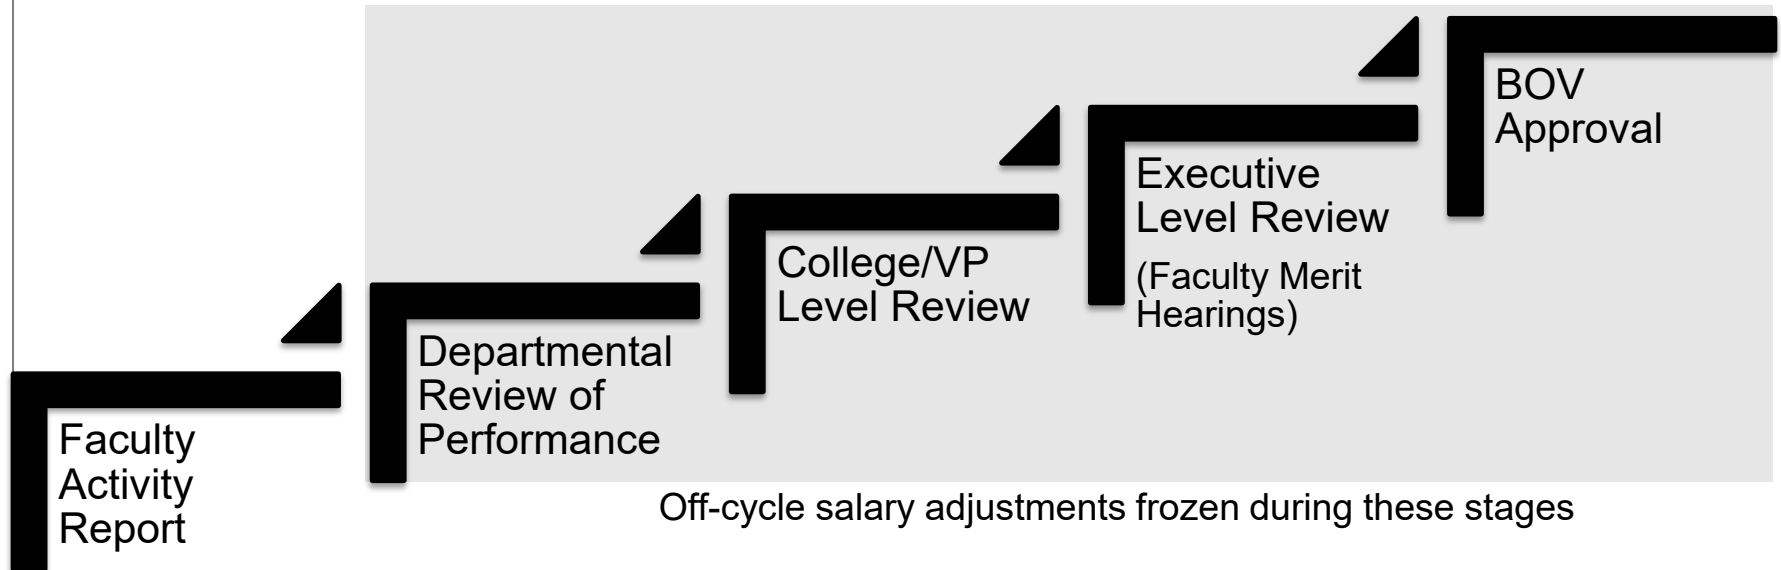 Faculty
Activity
Report
Departmental
Review of
Performance
College/VP
Level Review
Executive
Level Review
(Faculty Merit
Hearings)
BOV
Approval
Off-cycle salary adjustments frozen during these stages